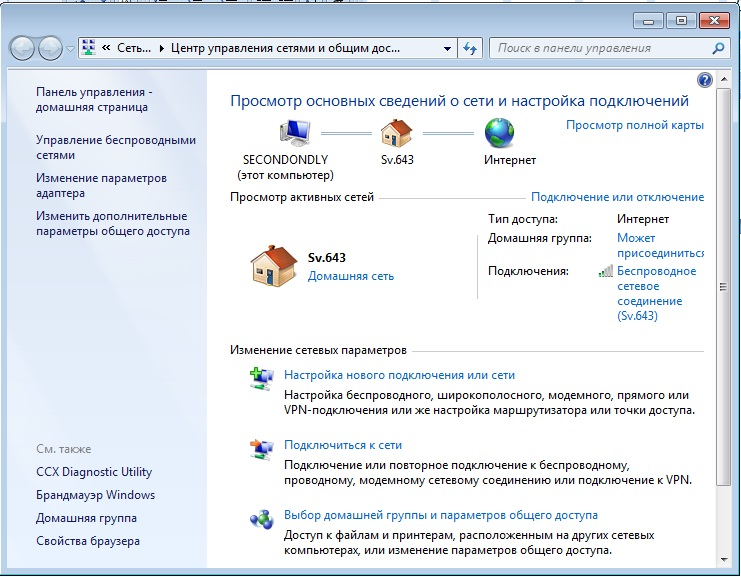 « Сеть... ▸ Центр управления сетями и общим дос...
Поиск в панели управления
Панель управления -
домашняя страница
Управление беспроводными
сетями
Изменение параметров
адаптера
Изменить дополнительные
параметры общего доступа
См. также
CCX Diagnostic Utility
Брандмауэр Windows
Домашняя группа
Свойства браузера
Просмотр основных сведений о сети и настройка подключений
Просмотр полной карты
SECONDONDLY
(этот компьютер)
Sv.643
Интернет
Просмотр активных сетей
Подключение или отключение
Sv.643
Домашняя сеть
Тип доступа: Интернет
Домашняя группа: Может
присоединиться
Подключения: Беспроводное
сетевое
соединение
(Sv.643)
Изменение сетевых параметров
Настройка нового подключения или сети
Настройка беспроводного, широкополосного, модемного, прямого или
VPN-подключения или же настройка маршрутизатора или точки доступа.
Подключиться к сети
Подключение или повторное подключение к беспроводному,
проводному, модемному сетевому соединению или подключение к VPN.
Выбор домашней группы и параметров общего доступа
Доступ к файлам и принтерам, расположенным на других сетевых
компьютерах, или изменение параметров общего доступа.